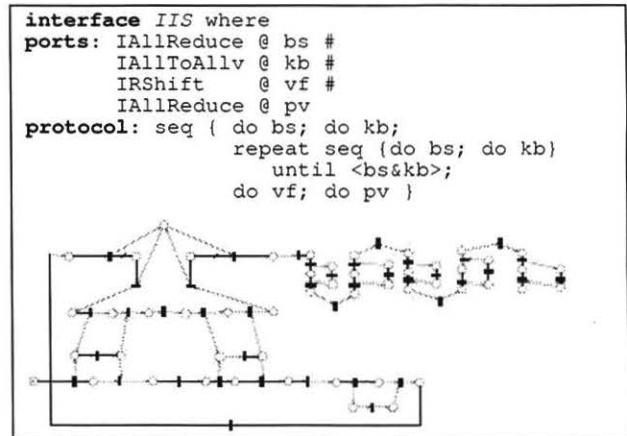 interface IIS where
ports: IAllReduce @ bs #
IAllToAllv @ kb #
IRShift @ vf #
IAllReduce @ pv
protocol: seq { do bs; do kb;
repeat seq {do bs; do kb}
until <bs&kb>;
do vf; do pv }